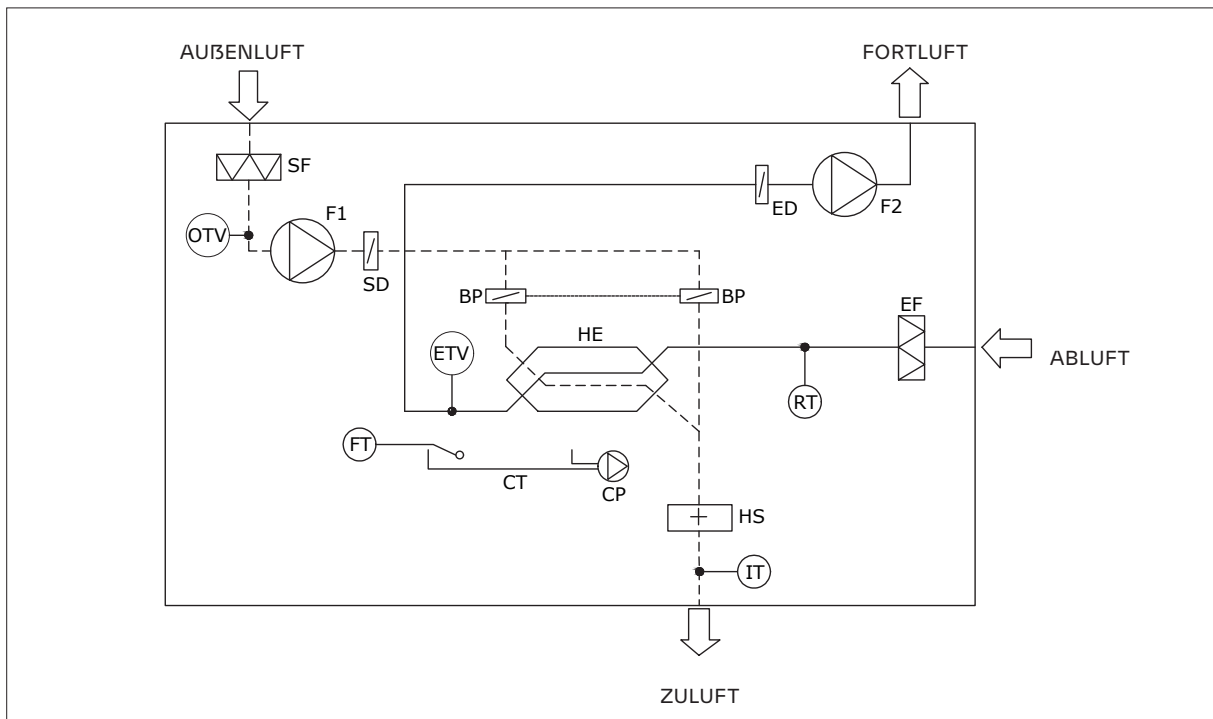 AUßENLUFT
FORTLUFT
SF
OTV
F1
SD
ED
F2
BP
BP
EF
HE
ETV
ABLUFT
RT
FT
CT
CP
HS
IT
ZULUFT